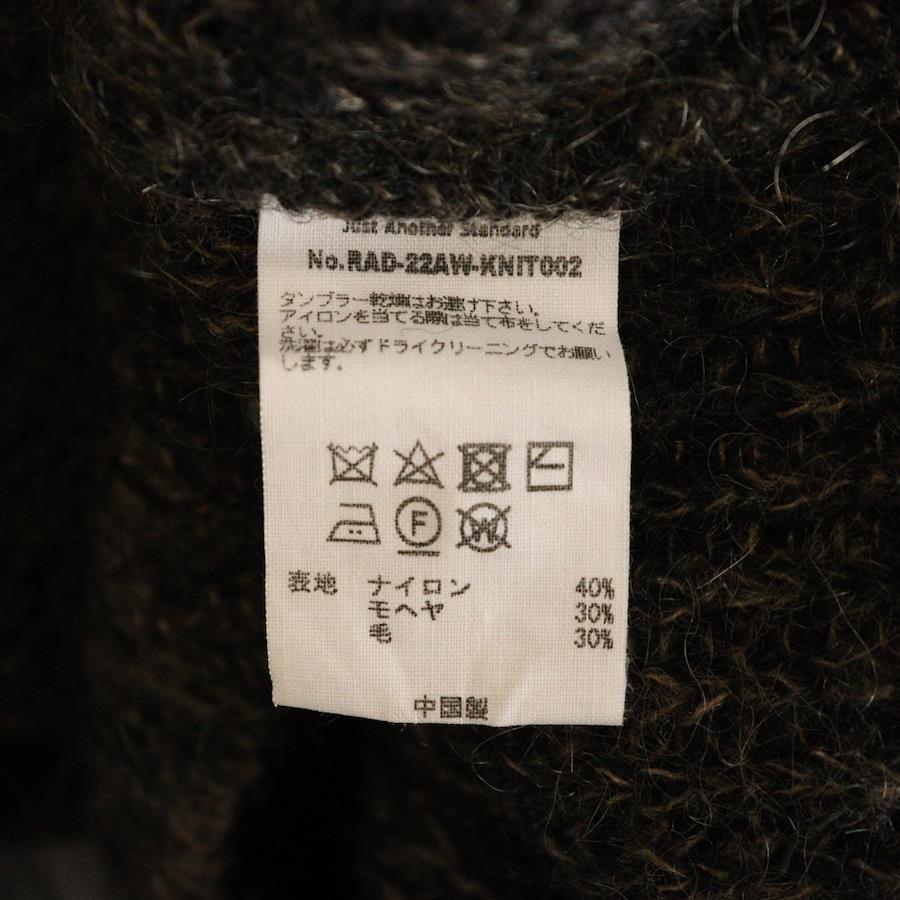 Just Another Standard
No.RAD-22AW-KNIT002
タンブラー乾燥はお避け下さい。
アイロンを当てる際は当て布をしてくだ
さい。
洗濯は必ずドライクリーニングでお願い
します。
F
W
表地 ナイロン 40%
モヘヤ 30%
毛 30%
中国製